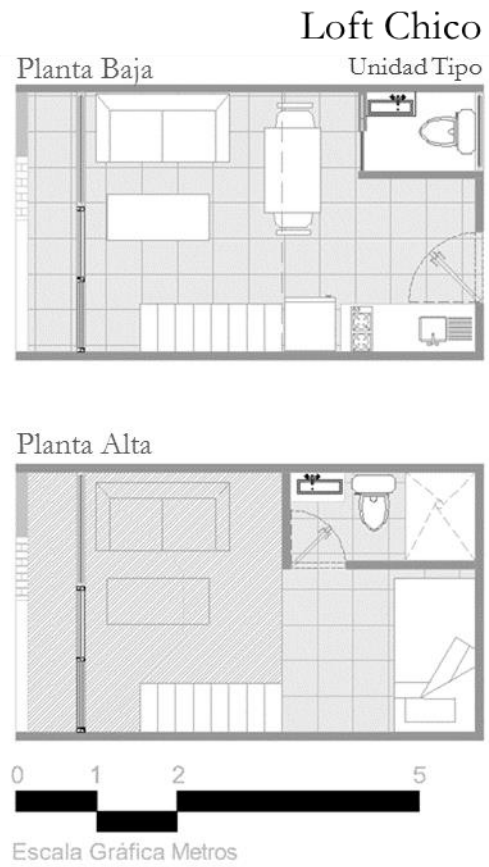 Loft Chico
Planta Baja
Unidad Tipo
Planta Alta
0 1 2 5
Escala Gráfica Metros